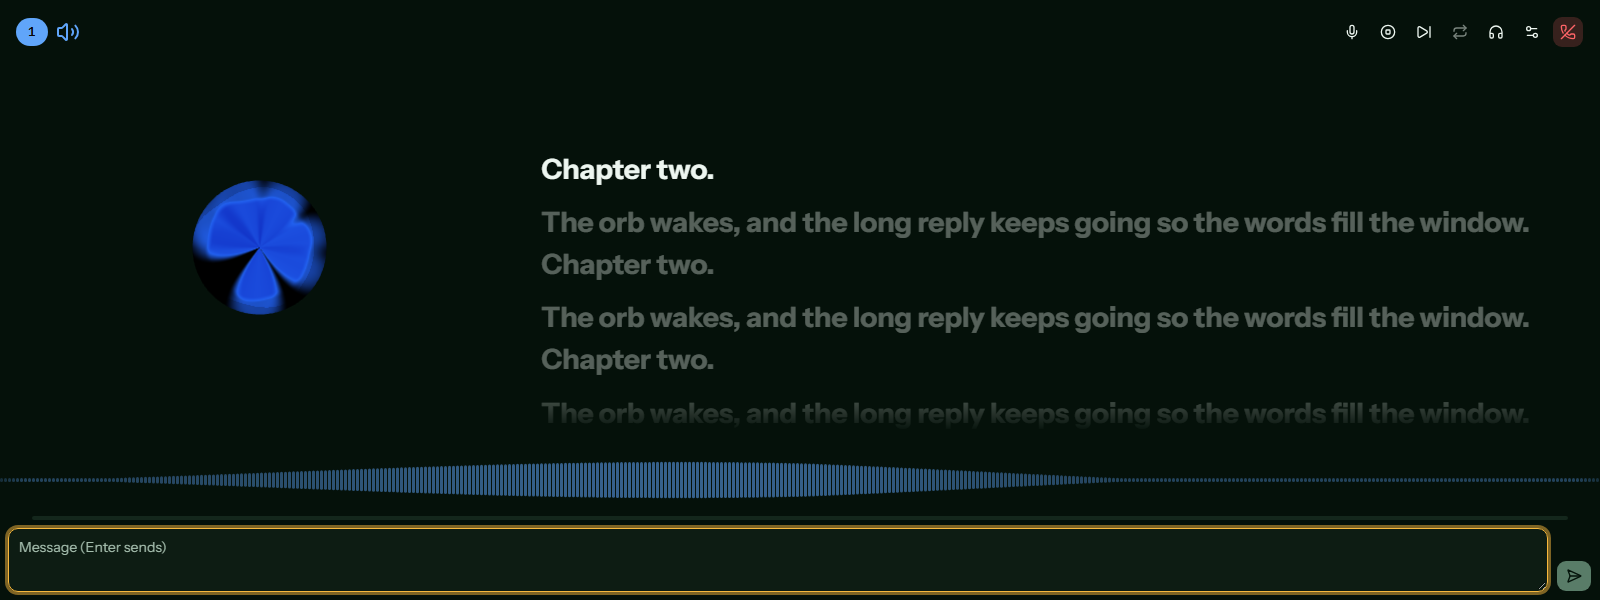 1
Chapter two.
The orb wakes, and the long reply keeps going so the words fill the window.
Chapter two.
The orb wakes, and the long reply keeps going so the words fill the window.
Chapter two.
The orb wakes, and the long reply keeps going so the words fill the window.
Message (Enter sends)